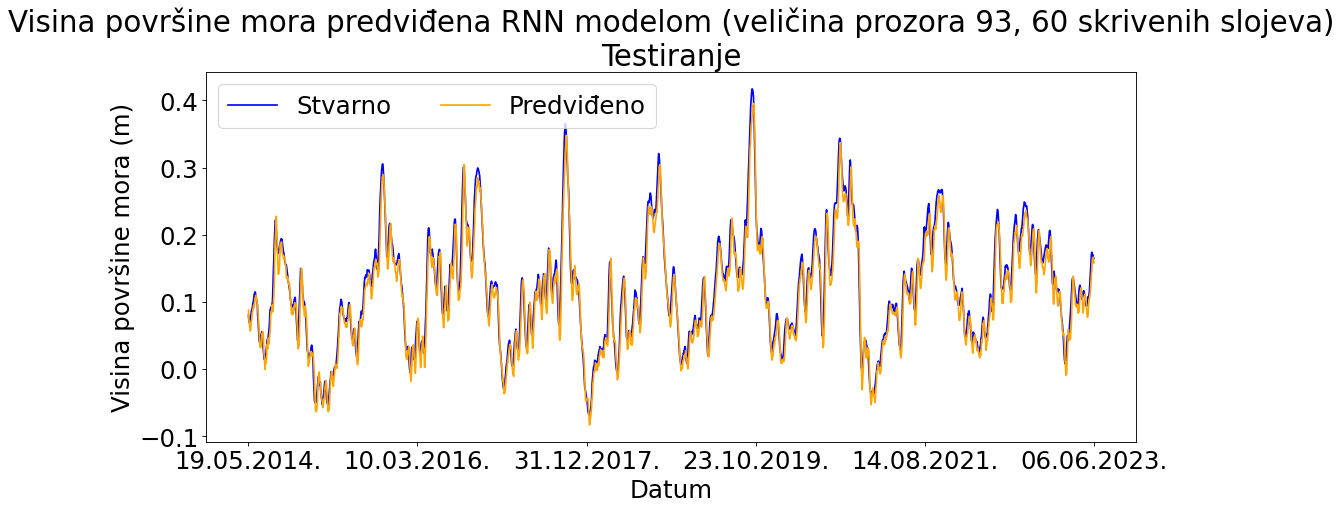 Visina površine mora predviđena RNN modelom (veličina prozora 93, 60 skrivenih slojeva)
Testiranje
Stvarno
Predviđeno
Visina površine mora (m)
0.4
0.3
0.2
0.1
0.0
−0.1
19.05.2014.
10.03.2016.
31.12.2017.
23.10.2019.
14.08.2021.
06.06.2023.
Datum